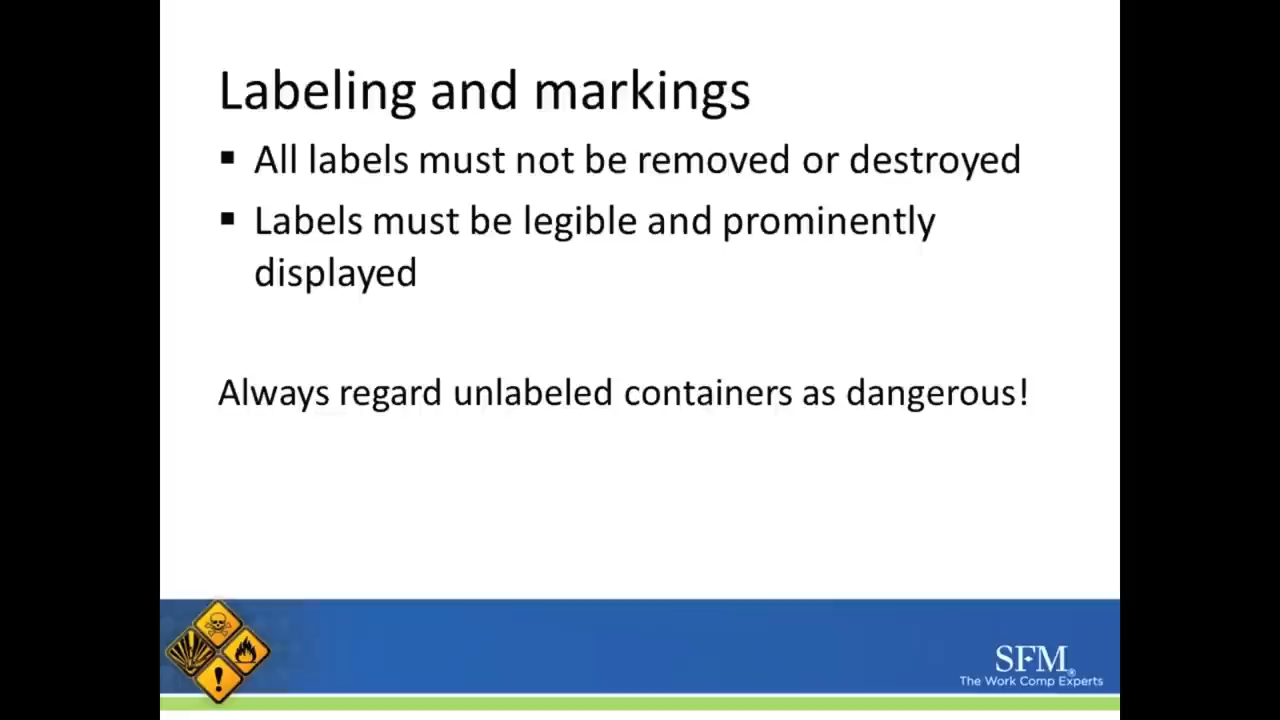 Labeling and markings
▪ All labels must not be removed or destroyed
▪ Labels must be legible and prominently
displayed
Always regard unlabeled containers as dangerous!
SFM®
The Work Comp Experts